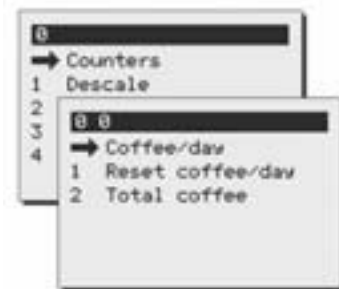 0
Counters
1 Descale
2
3
4
0 0
Coffee/day
1 Reset coffee/day
2 Total coffee